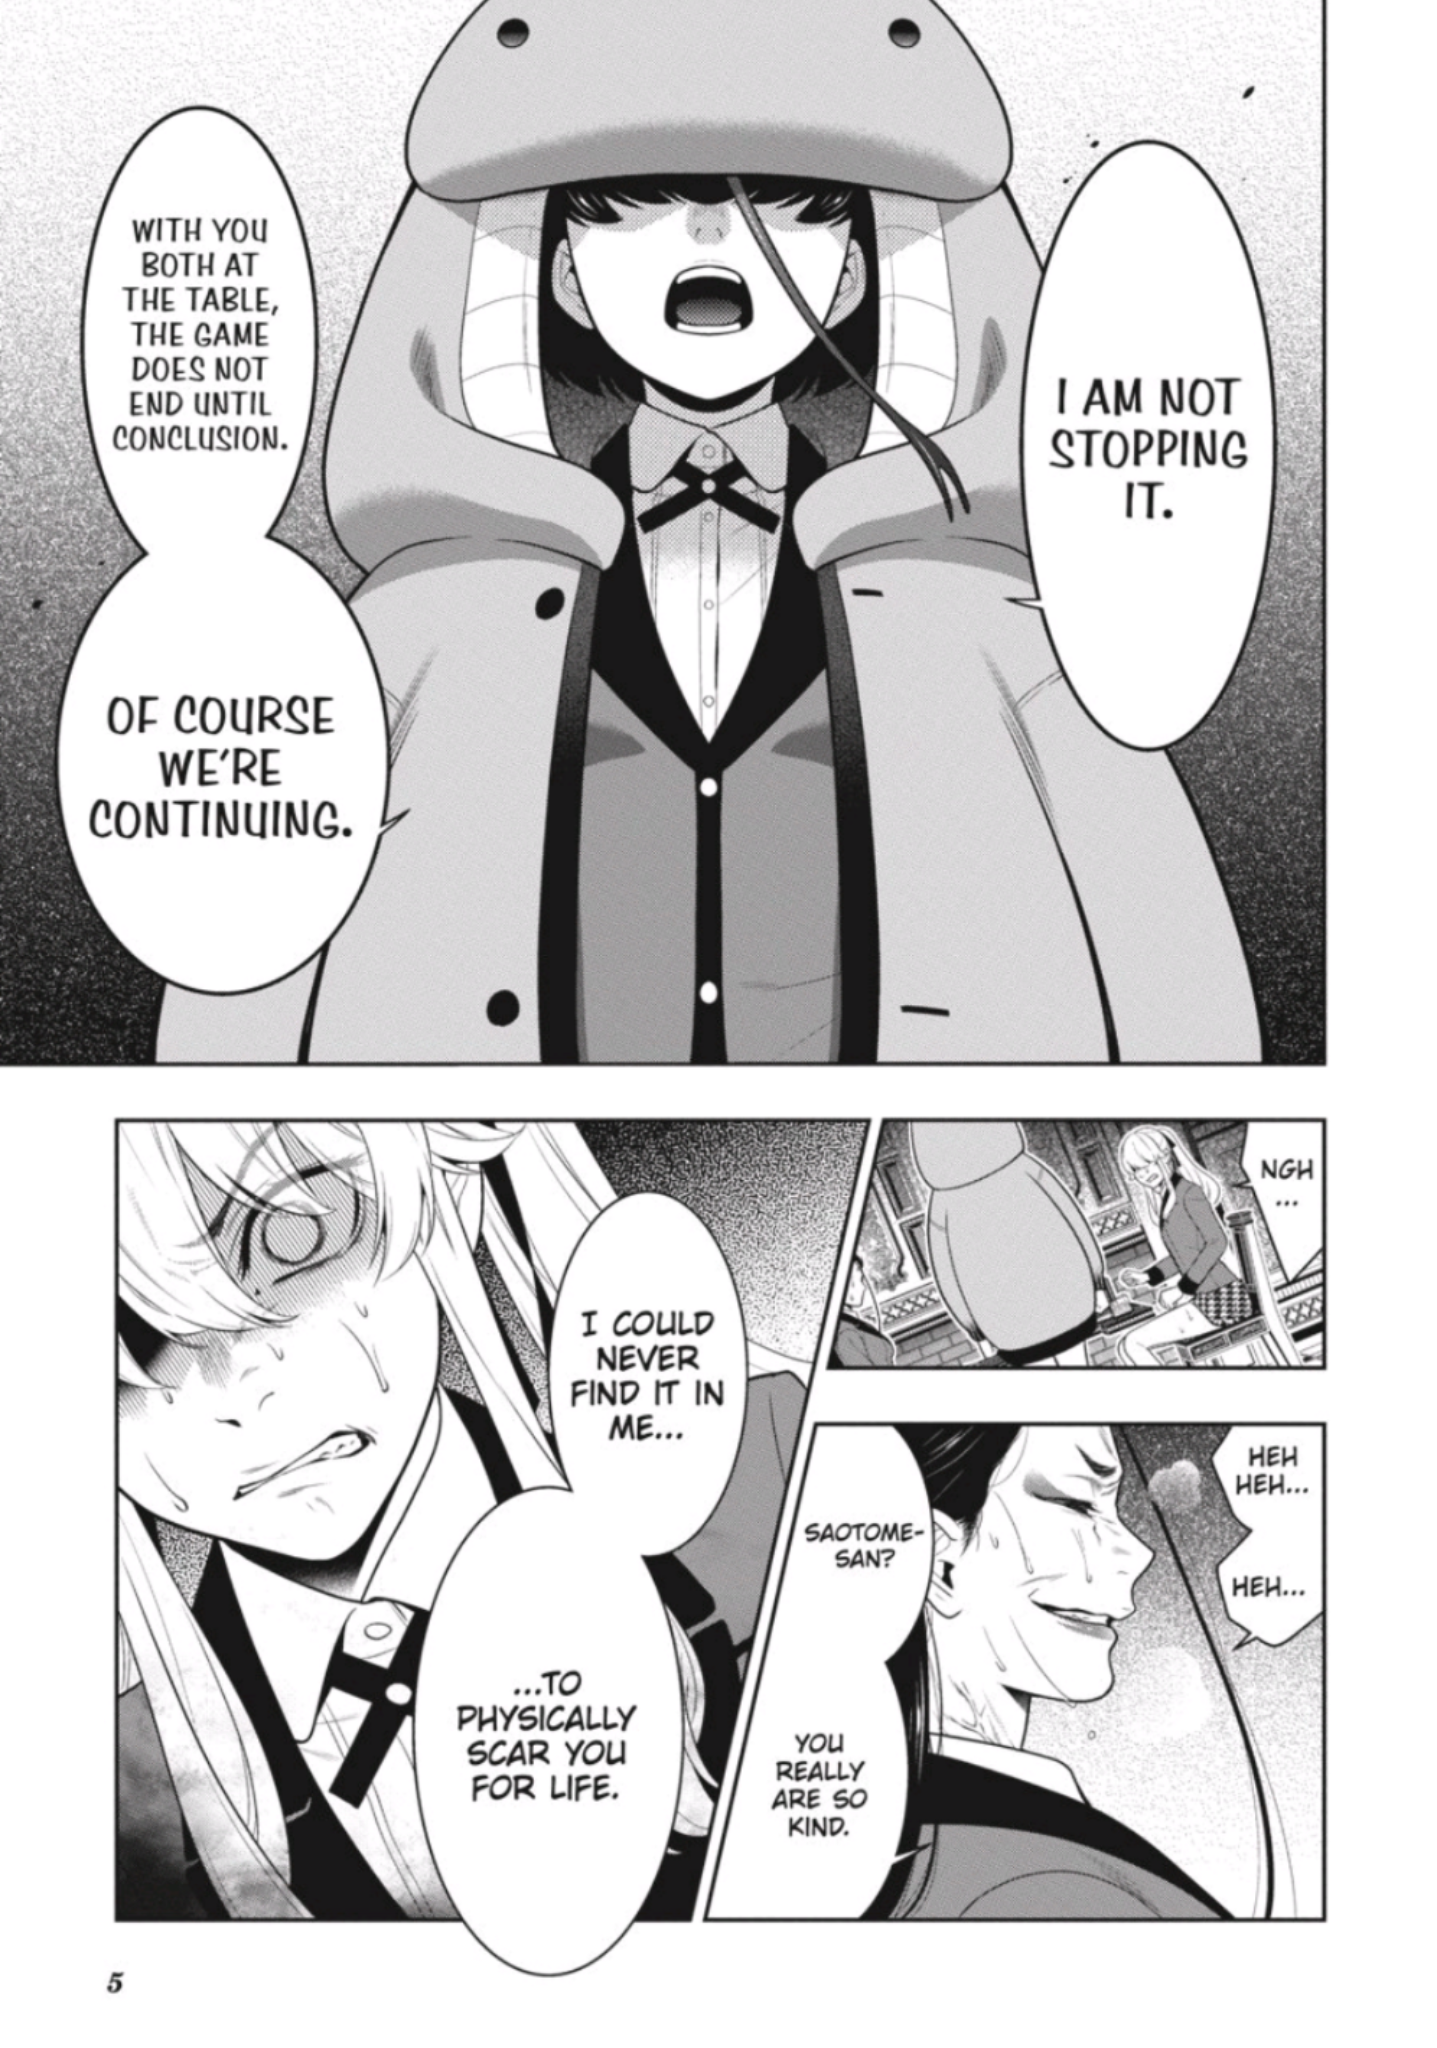 I AM NOT
STOPPING
IT.
WITH YOU
BOTH AT
THE TABLE,
THE GAME
DOES NOT
END UNTIL
CONCLUSION.
OF COURSE
WE'RE
CONTINUING.
NGH
...
HEH
HEH...
HEH...
SAOTOME-
SAN?
YOU
REALLY
ARE SO
KIND.
I COULD
NEVER
FIND IT IN
ME...
...TO
PHYSICALLY
SCAR YOU
FOR LIFE.
5